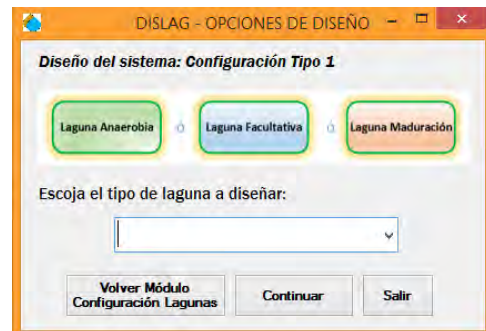 DISLAG - OPCIONES DE DISEÑO
Diseño del sistema: Configuración Tipo 1
Laguna Anaerobia ó Laguna Facultativa ó Laguna Maduración
Escoja el tipo de laguna a diseñar:
Volver Módulo
Configuración Lagunas
Continuar
Salir